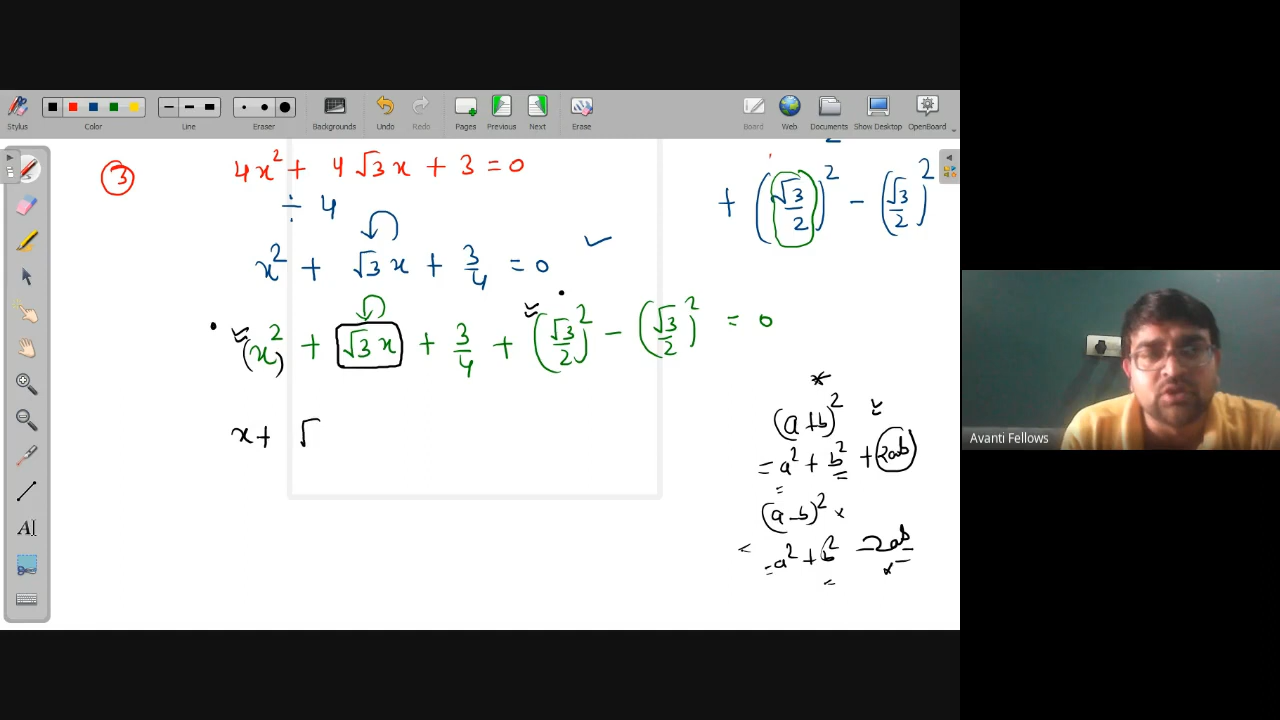 Stylus Color Line Eraser Backgrounds Undo Redo Pages Previous Next Erase Board Web Documents Show Desktop OpenBoard
③ 4x² + 4√3x + 3 = 0
÷ 4
x² + √3x + 3/4 = 0
(x)² + √3x + 3/4 + (√3/2)² − (√3/2)² = 0
x + √
+ (√3/2)² − (√3/2)²
(a+b)²
= a² + b² + 2ab
(a−b)²
= a² + b² − 2ab
Avanti Fellows